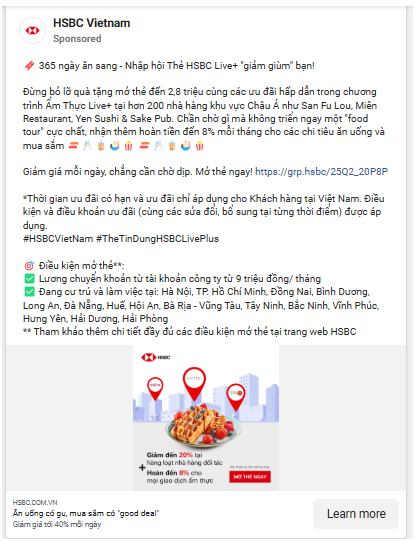 HSBC Vietnam
Sponsored
365 ngày ăn sang - Nhập hội Thẻ HSBC Live+ "giảm giùm" bạn!
Đừng bỏ lỡ quà tặng mở thẻ đến 2,8 triệu cùng các ưu đãi hấp dẫn trong chương
trình Ẩm Thực Live+ tại hơn 200 nhà hàng khu vực Châu Á như San Fu Lou, Miên
Restaurant, Yen Sushi & Sake Pub. Chần chờ gì mà không triển ngay một "food
tour" cực chất, nhận thêm hoàn tiền đến 8% mỗi tháng cho các chi tiêu ăn uống và
mua sắm
Giảm giá mỗi ngày, chẳng cần chờ dịp. Mở thẻ ngay! https://grp.hsbc/25Q2_20P8P
*Thời gian ưu đãi có hạn và ưu đãi chỉ áp dụng cho Khách hàng tại Việt Nam. Điều
kiện và điều khoản ưu đãi (cùng các sửa đổi, bổ sung tại từng thời điểm) được áp
dụng.
#HSBCVietNam #TheTinDungHSBCLivePlus
Điều kiện mở thẻ**:
Lương chuyển khoản từ tài khoản công ty từ 9 triệu đồng/ tháng
Đang cư trú và làm việc tại: Hà Nội, TP. Hồ Chí Minh, Đồng Nai, Bình Dương,
Long An, Đà Nẵng, Huế, Hội An, Bà Rịa - Vũng Tàu, Tây Ninh, Bắc Ninh, Vĩnh Phúc,
Hưng Yên, Hải Dương, Hải Phòng
** Tham khảo thêm chi tiết đầy đủ các điều kiện mở thẻ tại trang web HSBC
HSBC
Giảm đến 20% tại
hàng loạt nhà hàng đối tác
+
Hoàn đến 8% cho
mọi giao dịch ẩm thực
MỞ THẺ NGAY
HSBC.COM.VN
Ăn uống có gu, mua sắm có "good deal"
Giảm giá tới 40% mỗi ngày
Learn more